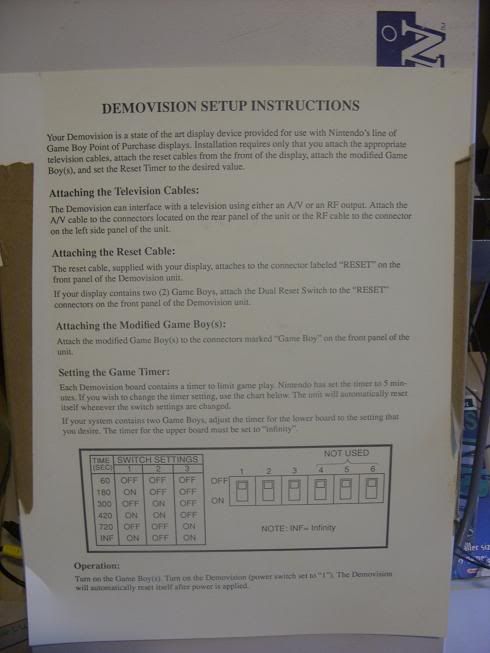 N
DEMOVISION SETUP INSTRUCTIONS
Your Demovision is a state of the art display device provided for use with Nintendo's line of
Game Boy Point of Purchase displays. Installation requires only that you attach the appropriate
television cables, attach the reset cables from the front of the display, attach the modified Game
Boy(s), and set the Reset Timer to the desired value.
Attaching the Television Cables:
The Demovision can interface with a television using either an A/V or an RF output. Attach the
A/V cable to the connectors located on the rear panel of the unit or the RF cable to the connector
on the left side panel of the unit.
Attaching the Reset Cable:
The reset cable, supplied with your display, attaches to the connector labeled "RESET" on the
front panel of the Demovision unit.
If your display contains two (2) Game Boys, attach the Dual Reset Switch to the "RESET"
connectors on the front panel of the Demovision unit.
Attaching the Modified Game Boy(s):
Attach the modified Game Boy(s) to the connectors marked "Game Boy" on the front panel of the
unit.
Setting the Game Timer:
Each Demovision board contains a timer to limit game play. Nintendo has set the timer to 5 min-
utes. If you wish to change the timer setting, use the chart below. The unit will automatically reset
itself whenever the switch settings are changed.
If your system contains two Game Boys, adjust the timer for the lower board to the setting that
you desire. The timer for the upper board must be set to "infinity".
TIME (SEC) SWITCH SETTINGS
1 2 3
60 OFF OFF OFF
180 ON OFF OFF
300 OFF ON OFF
420 ON ON OFF
720 OFF OFF ON
INF ON OFF ON
NOT USED
1 2 3 4 5 6
OFF
ON
NOTE: INF= Infinity
Operation:
Turn on the Game Boy(s). Turn on the Demovision (power switch set to "1"). The Demovision
will automatically reset itself after power is applied.